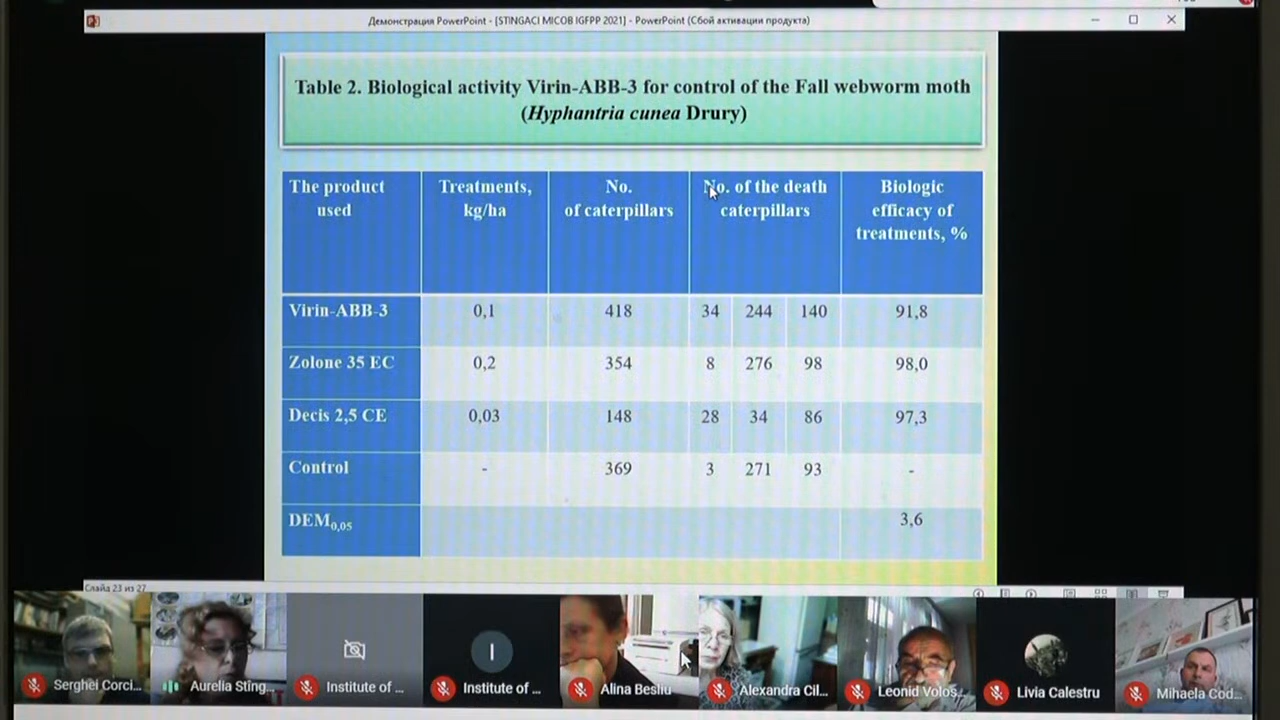 Демонстрация PowerPoint - [STINGACI MICOB IGFPP 2021] - PowerPoint (Сбой активации продукта)
Table 2. Biological activity Virin-ABB-3 for control of the Fall webworm moth
(Hyphantria cunea Drury)
The product used
Treatments, kg/ha
No. of caterpillars
No. of the death caterpillars
Biologic efficacy of treatments, %
Virin-ABB-3 0,1 418 34 244 140 91,8
Zolone 35 EC 0,2 354 8 276 98 98,0
Decis 2,5 CE 0,03 148 28 34 86 97,3
Control - 369 3 271 93 -
DEM0,05 3,6
Слайд 23 из 27
Serghei Corci... Aurelia Sting... Institute of ... I Institute of ... Alina Besliu Alexandra Cil... Leonid Voloș... Livia Calestru Mihaela Cod...